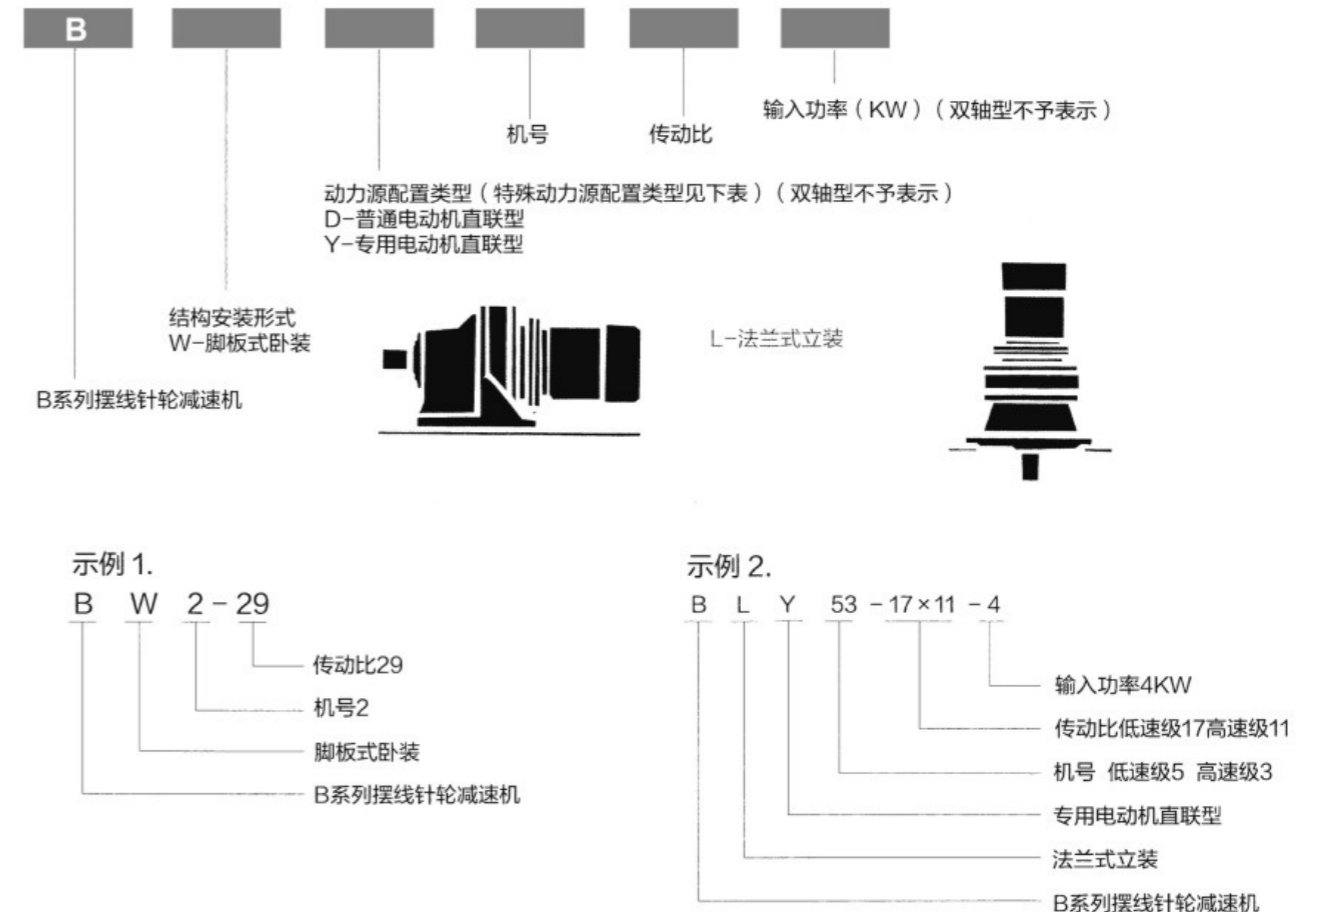 B
输入功率（KW）（双轴型不予表示）
机号
传动比
动力源配置类型（特殊动力源配置类型见下表）（双轴型不予表示）
D-普通电动机直联型
Y-专用电动机直联型
结构安装形式
W-脚板式卧装
L-法兰式立装
B系列摆线针轮减速机
示例 1.
B W 2 - 29
传动比29
机号2
脚板式卧装
B系列摆线针轮减速机
示例 2.
B L Y 53 - 17×11 - 4
输入功率4KW
传动比低速级17高速级11
机号 低速级5 高速级3
专用电动机直联型
法兰式立装
B系列摆线针轮减速机